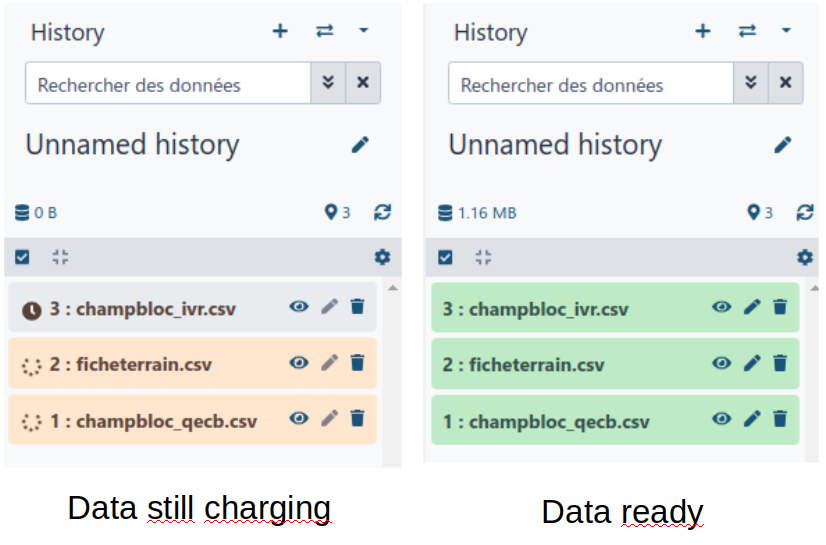 History
Rechercher des données
Unnamed history
0 B
3
3 : champbloc_ivr.csv
2 : ficheterrain.csv
1 : champbloc_qecb.csv
Data still charging
History
Rechercher des données
Unnamed history
1.16 MB
3
3 : champbloc_ivr.csv
2 : ficheterrain.csv
1 : champbloc_qecb.csv
Data ready